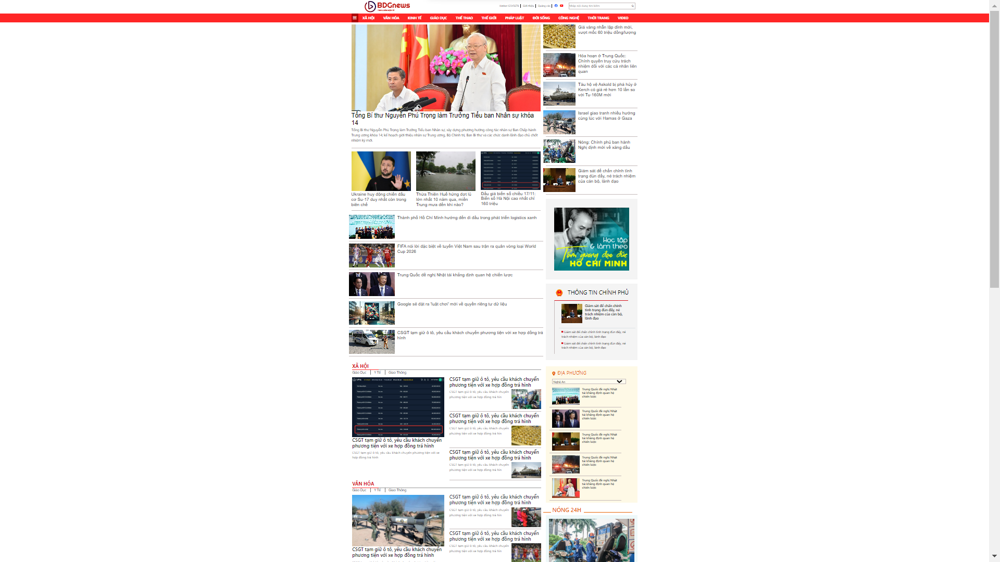 BDGnews
Hotline:12345678
Giới thiệu
Quảng cáo
Nhập nội dung tìm kiếm
XÃ HỘI
VĂN HÓA
KINH TẾ
GIÁO DỤC
THỂ THAO
THẾ GIỚI
PHÁP LUẬT
ĐỜI SỐNG
CÔNG NGHỆ
THỜI TRANG
VIDEO
Tổng Bí thư Nguyễn Phú Trọng làm Trưởng Tiểu ban Nhân sự khóa
14
Tổng Bí thư Nguyễn Phú Trọng làm Trưởng Tiểu ban Nhân sự, xây dựng phương hướng công tác nhân sự Ban Chấp hành
Trung ương khóa 14; kế hoạch giới thiệu nhân sự Trung ương, Bộ Chính trị, Ban Bí thư và các chức danh lãnh đạo chủ chốt
nhiệm kỳ mới.
Ukraine huy động chiến đấu
cơ Su-17 duy nhất còn trong
biên chế
Thừa Thiên Huế hứng đợt lũ
lớn nhất 10 năm qua, miền
Trung mưa đến khi nào?
Đấu giá biển số chiều 17/11:
Biển số Hà Nội cao nhất chỉ
160 triệu
Thành phố Hồ Chí Minh hướng đến đi đầu trong phát triển logistics xanh
FIFA nói lời đặc biệt về tuyển Việt Nam sau trận ra quân vòng loại World
Cup 2026
Trung Quốc đề nghị Nhật tái khẳng định quan hệ chiến lược
Google sẽ đặt ra 'luật chơi' mới về quyền riêng tư dữ liệu
CSGT tạm giữ ô tô, yêu cầu khách chuyển phương tiện với xe hợp đồng trá
hình
Giá vàng nhẫn lập đỉnh mới,
vượt mốc 60 triệu đồng/lượng
Hỏa hoạn ở Trung Quốc:
Chính quyền truy cứu trách
nhiệm đối với các cá nhân liên
quan
Tàu hộ vệ Askold bị phá hủy ở
Kerch có giá rẻ hơn 10 lần so
với Tu-160M mới
Israel giao tranh nhiều hướng
cùng lúc với Hamas ở Gaza
Nóng: Chính phủ ban hành
Nghị định mới về xăng dầu
Giám sát để chấn chỉnh tình
trạng đùn đẩy, né trách nhiệm
của cán bộ, lãnh đạo
Học tập
& làm theo
Tấm gương đạo đức
HỒ CHÍ MINH
THÔNG TIN CHÍNH PHỦ
Giám sát để chấn chỉnh
tình trạng đùn đẩy, né
trách nhiệm của cán bộ,
lãnh đạo
Giám sát để chấn chỉnh tình trạng đùn đẩy, né
trách nhiệm của cán bộ, lãnh đạo
Giám sát để chấn chỉnh tình trạng đùn đẩy, né
trách nhiệm của cán bộ, lãnh đạo
XÃ HỘI
Giáo Dục
Y Tế
Giao Thông
CSGT tạm giữ ô tô, yêu cầu khách chuyển
phương tiện với xe hợp đồng trá hình
CSGT tạm giữ ô tô, yêu cầu khách chuyển phương tiện với xe
hợp đồng trá hình
CSGT tạm giữ ô tô, yêu cầu khách chuyển
phương tiện với xe hợp đồng trá hình
CSGT tạm giữ ô tô, yêu cầu khách chuyển
phương tiện với xe hợp đồng trá hìn
CSGT tạm giữ ô tô, yêu cầu khách chuyển
phương tiện với xe hợp đồng trá hình
CSGT tạm giữ ô tô, yêu cầu khách chuyển
phương tiện với xe hợp đồng trá hìn
CSGT tạm giữ ô tô, yêu cầu khách chuyển
phương tiện với xe hợp đồng trá hình
CSGT tạm giữ ô tô, yêu cầu khách chuyển
phương tiện với xe hợp đồng trá hìn
VĂN HÓA
Giáo Dục
Y Tế
Giao Thông
CSGT tạm giữ ô tô, yêu cầu khách chuyển
phương tiện với xe hợp đồng trá hình
CSGT tạm giữ ô tô, yêu cầu khách chuyển
phương tiện với xe hợp đồng trá hình
CSGT tạm giữ ô tô, yêu cầu khách chuyển
phương tiện với xe hợp đồng trá hìn
CSGT tạm giữ ô tô, yêu cầu khách chuyển
phương tiện với xe hợp đồng trá hình
CSGT tạm giữ ô tô, yêu cầu khách chuyển
phương tiện với xe hợp đồng trá hìn
ĐỊA PHƯƠNG
Nghệ An
Trung Quốc đề nghị Nhật
tái khẳng định quan hệ
chiến lược
Trung Quốc đề nghị Nhật
tái khẳng định quan hệ
chiến lược
Trung Quốc đề nghị Nhật
tái khẳng định quan hệ
chiến lược
Trung Quốc đề nghị Nhật
tái khẳng định quan hệ
chiến lược
Trung Quốc đề nghị Nhật
tái khẳng định quan hệ
chiến lược
NÓNG 24H